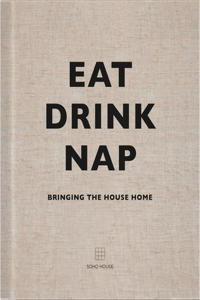 EAT
DRINK
NAP
BRINGING THE HOUSE HOME
SOHO HOUSE